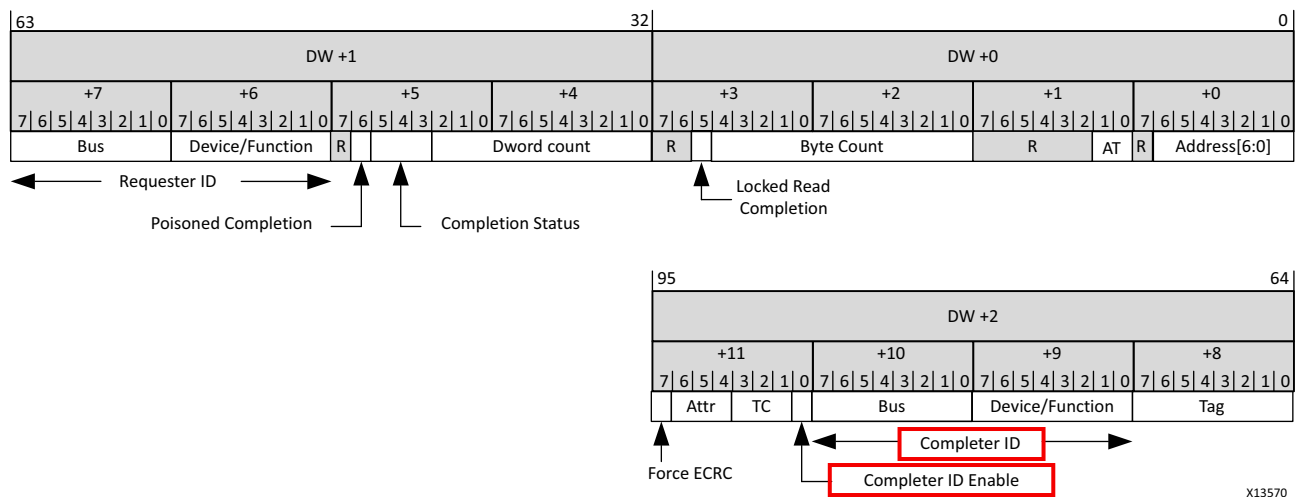 63 32 0
DW +1 DW +0
+7 +6 +5 +4 +3 +2 +1 +0
7 6 5 4 3 2 1 0 7 6 5 4 3 2 1 0 7 6 5 4 3 2 1 0 7 6 5 4 3 2 1 0 7 6 5 4 3 2 1 0 7 6 5 4 3 2 1 0 7 6 5 4 3 2 1 0 7 6 5 4 3 2 1 0
Bus Device/Function R Dword count R Byte Count R AT R Address[6:0]
Requester ID
Locked Read
Completion
Poisoned Completion Completion Status
95 64
DW +2
+11 +10 +9 +8
7 6 5 4 3 2 1 0 7 6 5 4 3 2 1 0 7 6 5 4 3 2 1 0 7 6 5 4 3 2 1 0
Attr TC Bus Device/Function Tag
Completer ID
Force ECRC Completer ID Enable
X13570